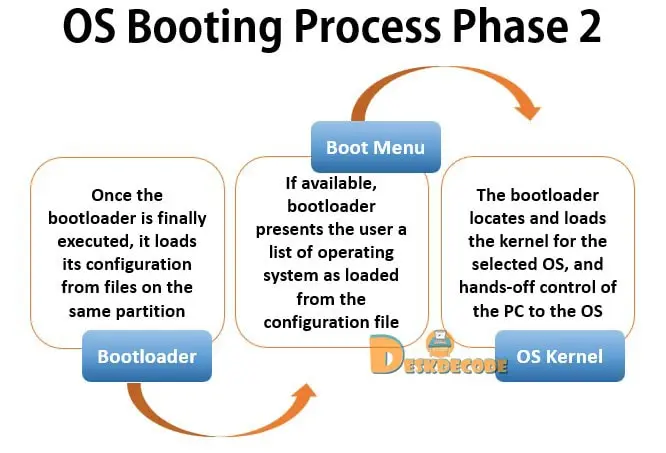 OS Booting Process Phase 2
Once the
bootloader is finally
executed, it loads
its configuration
from files on the
same partition
Bootloader
Boot Menu
If available,
bootloader
presents the user a
list of operating
system as loaded
from the
configuration file
The bootloader
locates and loads
the kernel for the
selected OS, and
hands-off control of
the PC to the OS
OS Kernel
DESKDECODE